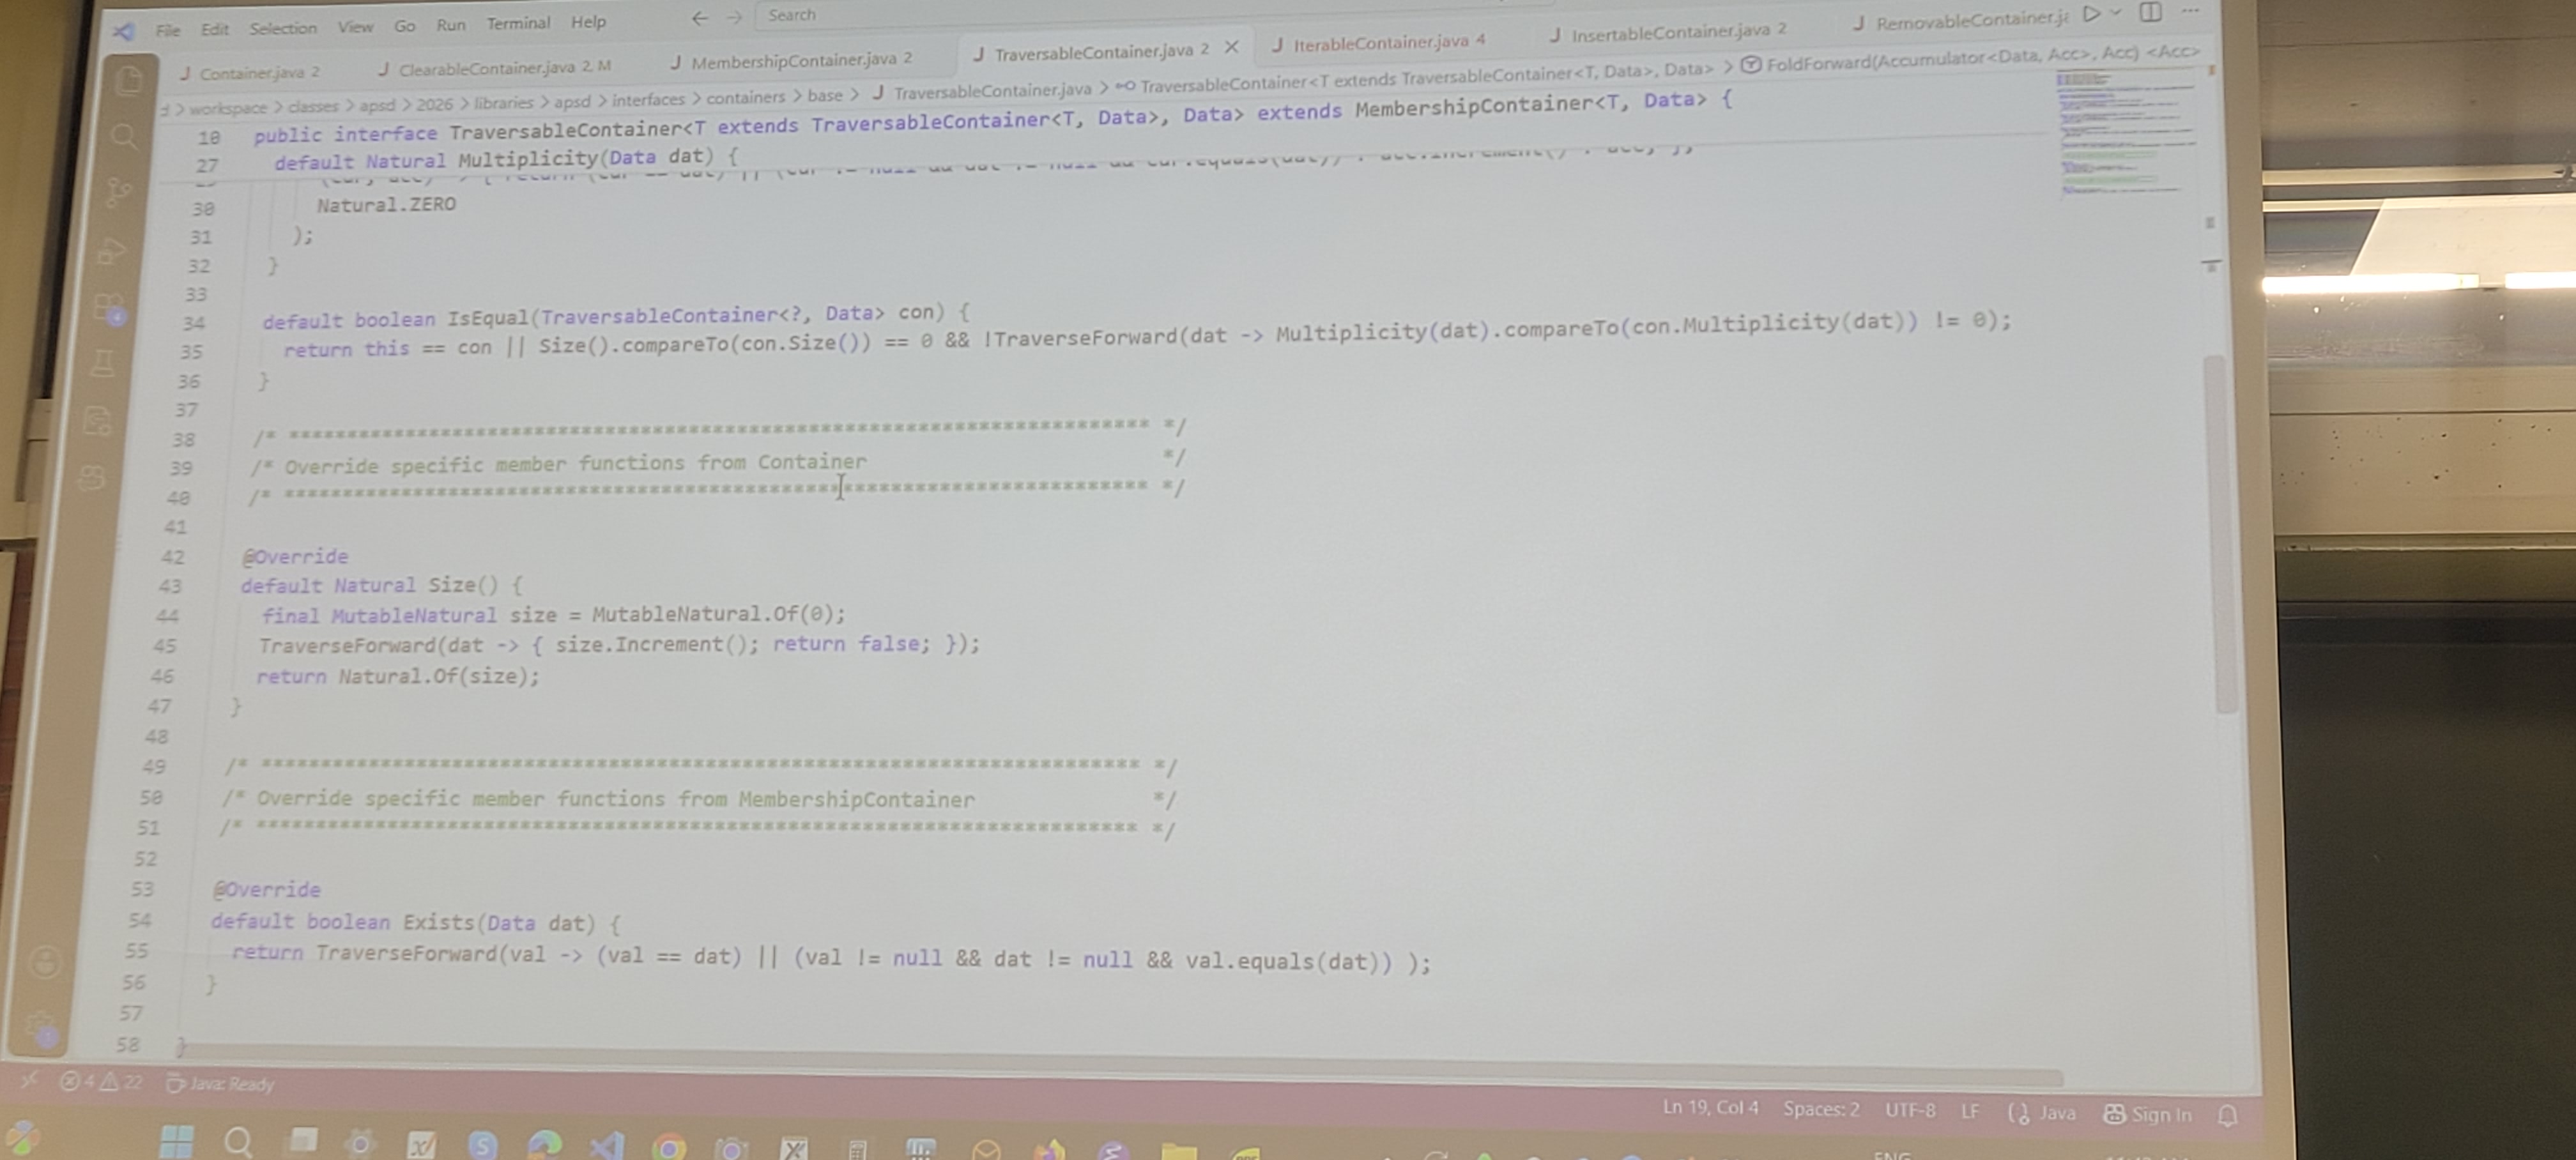 File Edit Selection View Go Run Terminal Help Search
Container.java 2 ClearableContainer.java 2, M MembershipContainer.java 2 TraversableContainer.java 2 IterableContainer.java 4 InsertableContainer.java 2 RemovableContainer.j
> workspace > classes > apsd > 2026 > libraries > apsd > interfaces > containers > base > TraversableContainer.java > TraversableContainer<T extends TraversableContainer<T, Data>, Data> > FoldForward(Accumulator<Data, Acc>, Acc) <Acc>
10 public interface TraversableContainer<T extends TraversableContainer<T, Data>, Data> extends MembershipContainer<T, Data> {
27 default Natural Multiplicity(Data dat) {
30 Natural.ZERO
31 );
32 }
33
34 default boolean IsEqual(TraversableContainer<?, Data> con) {
35 return this == con || Size().compareTo(con.Size()) == 0 && !TraverseForward(dat -> Multiplicity(dat).compareTo(con.Multiplicity(dat)) != 0);
36 }
37
38 /* ************************************************************************ */
39 /* Override specific member functions from Container */
40 /* ************************************************************************ */
41
42 @Override
43 default Natural Size() {
44 final MutableNatural size = MutableNatural.Of(0);
45 TraverseForward(dat -> { size.Increment(); return false; });
46 return Natural.Of(size);
47 }
48
49 /* ************************************************************************ */
50 /* Override specific member functions from MembershipContainer */
51 /* ************************************************************************ */
52
53 @Override
54 default boolean Exists(Data dat) {
55 return TraverseForward(val -> (val == dat) || (val != null && dat != null && val.equals(dat)) );
56 }
57
58 }
4 22 Java: Ready Ln 19, Col 4 Spaces: 2 UTF-8 LF Java Sign In
ENG